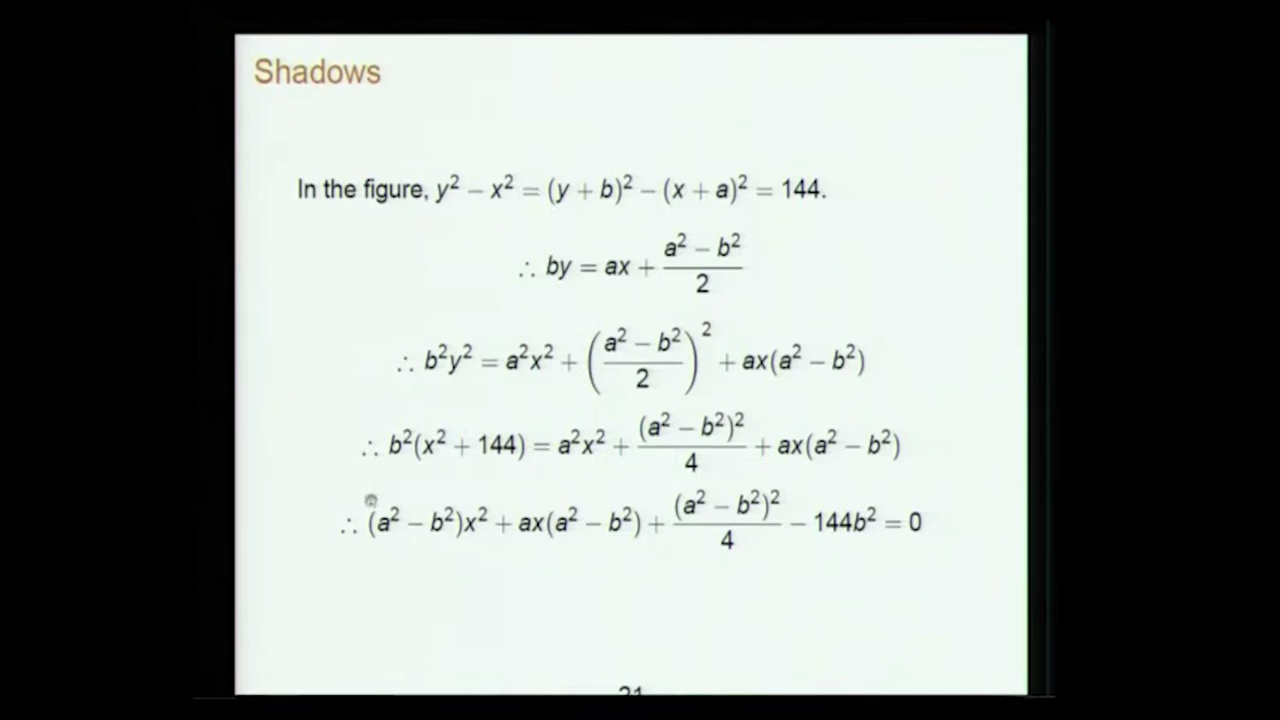 Shadows
In the figure, y² − x² = (y + b)² − (x + a)² = 144.
∴ by = ax + (a² − b²)/2
∴ b²y² = a²x² + ((a² − b²)/2)² + ax(a² − b²)
∴ b²(x² + 144) = a²x² + (a² − b²)²/4 + ax(a² − b²)
∴ (a² − b²)x² + ax(a² − b²) + (a² − b²)²/4 − 144b² = 0